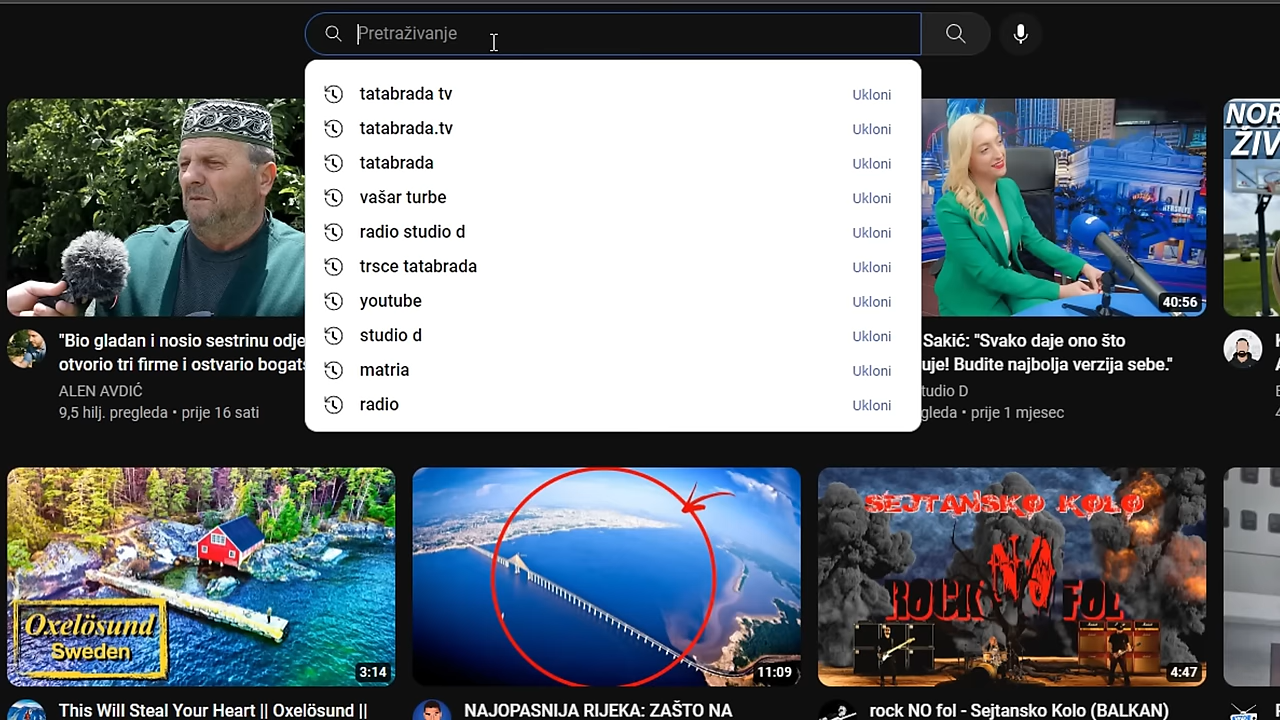 Pretraživanje
tatabrada tv Ukloni
tatabrada.tv Ukloni
tatabrada Ukloni
vašar turbe Ukloni
radio studio d Ukloni
trsce tatabrada Ukloni
youtube Ukloni
studio d Ukloni
matria Ukloni
radio Ukloni
"Bio gladan i nosio sestrinu odje
otvorio tri firme i ostvario bogat
ALEN AVDIĆ
9,5 hilj. pregleda • prije 16 sati
40:56
Sakić: "Svako daje ono što
uje! Budite najbolja verzija sebe."
tudio D
gleda • prije 1 mjesec
NOR
ŽIV
Oxelösund
Sweden
3:14
This Will Steal Your Heart || Oxelösund ||
11:09
NAJOPASNIJA RIJEKA: ZAŠTO NA
SEJTANSKO KOLO
ROCK NO FOL
4:47
rock NO fol - Sejtansko Kolo (BALKAN)